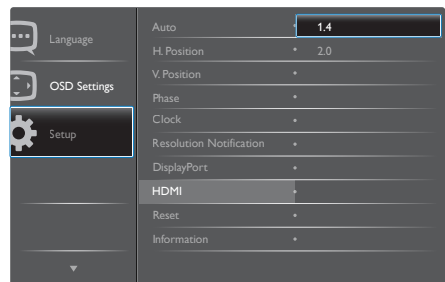 Language
OSD Settings
Setup
Auto
H. Position
V. Position
Phase
Clock
Resolution Notification
DisplayPort
HDMI
Reset
Information
1.4
2.0